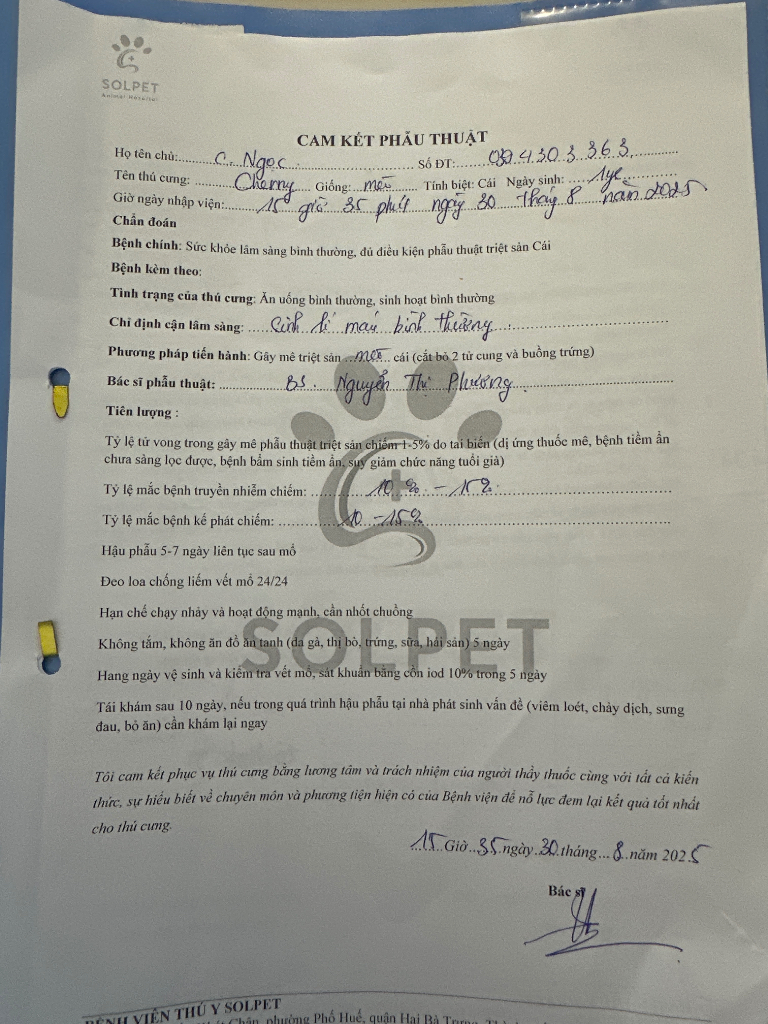 SOLPET
Animal Hospital
CAM KẾT PHẪU THUẬT
Họ tên chủ:.......C. Ngọc............ Số ĐT:.......0394303363...........
Tên thú cưng: ........Cherry.... Giống: mèo ...... Tính biệt: Cái Ngày sinh: ....1ye............
Giờ ngày nhập viện:......15 giờ 35 phút ngày 30 Tháng 8 năm 2025
Chẩn đoán
Bệnh chính: Sức khỏe lâm sàng bình thường, đủ điều kiện phẫu thuật triệt sản Cái
Bệnh kèm theo:
Tình trạng của thú cưng: Ăn uống bình thường, sinh hoạt bình thường
Chỉ định cận lâm sàng: .....Sinh lí máu bình thường.....
Phương pháp tiến hành: Gây mê triệt sản ...mèo... cái (cắt bỏ 2 tử cung và buồng trứng)
Bác sĩ phẫu thuật: ................BS. Nguyễn Thị Phương................
Tiên lượng :
Tỷ lệ tử vong trong gây mê phẫu thuật triệt sản chiếm 1-5% do tai biến (dị ứng thuốc mê, bệnh tiềm ẩn
chưa sàng lọc được, bệnh bẩm sinh tiềm ẩn, suy giảm chức năng tuổi già)
Tỷ lệ mắc bệnh truyền nhiễm chiếm: ............10% - 15%............
Tỷ lệ mắc bệnh kế phát chiếm: ............10 - 15%............
Hậu phẫu 5-7 ngày liên tục sau mổ
Đeo loa chống liếm vết mổ 24/24
Hạn chế chạy nhảy và hoạt động mạnh, cần nhốt chuồng
Không tắm, không ăn đồ ăn tanh (da gà, thị bò, trứng, sữa, hải sản) 5 ngày
Hang ngày vệ sinh và kiểm tra vết mổ, sát khuẩn bằng cồn iod 10% trong 5 ngày
Tái khám sau 10 ngày, nếu trong quá trình hậu phẫu tại nhà phát sinh vấn đề (viêm loét, chảy dịch, sưng
đau, bỏ ăn) cần khám lại ngay
SOLPET
Tôi cam kết phục vụ thú cưng bằng lương tâm và trách nhiệm của người thầy thuốc cùng với tất cả kiến
thức, sự hiểu biết về chuyên môn và phương tiện hiện có của Bệnh viện để nỗ lực đem lại kết quả tốt nhất
cho thú cưng.
15 Giờ..35 ngày 30 tháng...8 năm 2025
Bác sĩ
BỆNH VIỆN THÚ Y SOLPET
Chân, phường Phố Huế, quận Hai Bà